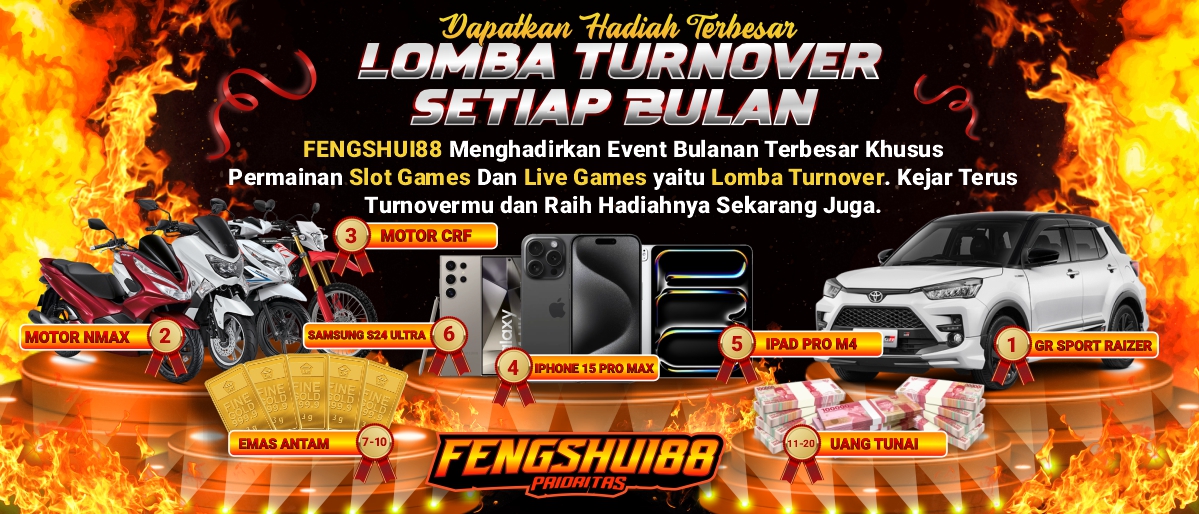 Dapatkan Hadiah Terbesar
LOMBA TURNOVER
SETIAP BULAN
FENGSHUI88 Menghadirkan Event Bulanan Terbesar Khusus
Permainan Slot Games Dan Live Games yaitu Lomba Turnover. Kejar Terus
Turnovermu dan Raih Hadiahnya Sekarang Juga.
3 MOTOR CRF
MOTOR NMAX 2
SAMSUNG S24 ULTRA 6
4 IPHONE 15 PRO MAX
5 IPAD PRO M4
1 GR SPORT RAIZER
EMAS ANTAM 7-10
11-20 UANG TUNAI
FINE GOLD
100000
FENGSHUI88
PRIORITAS